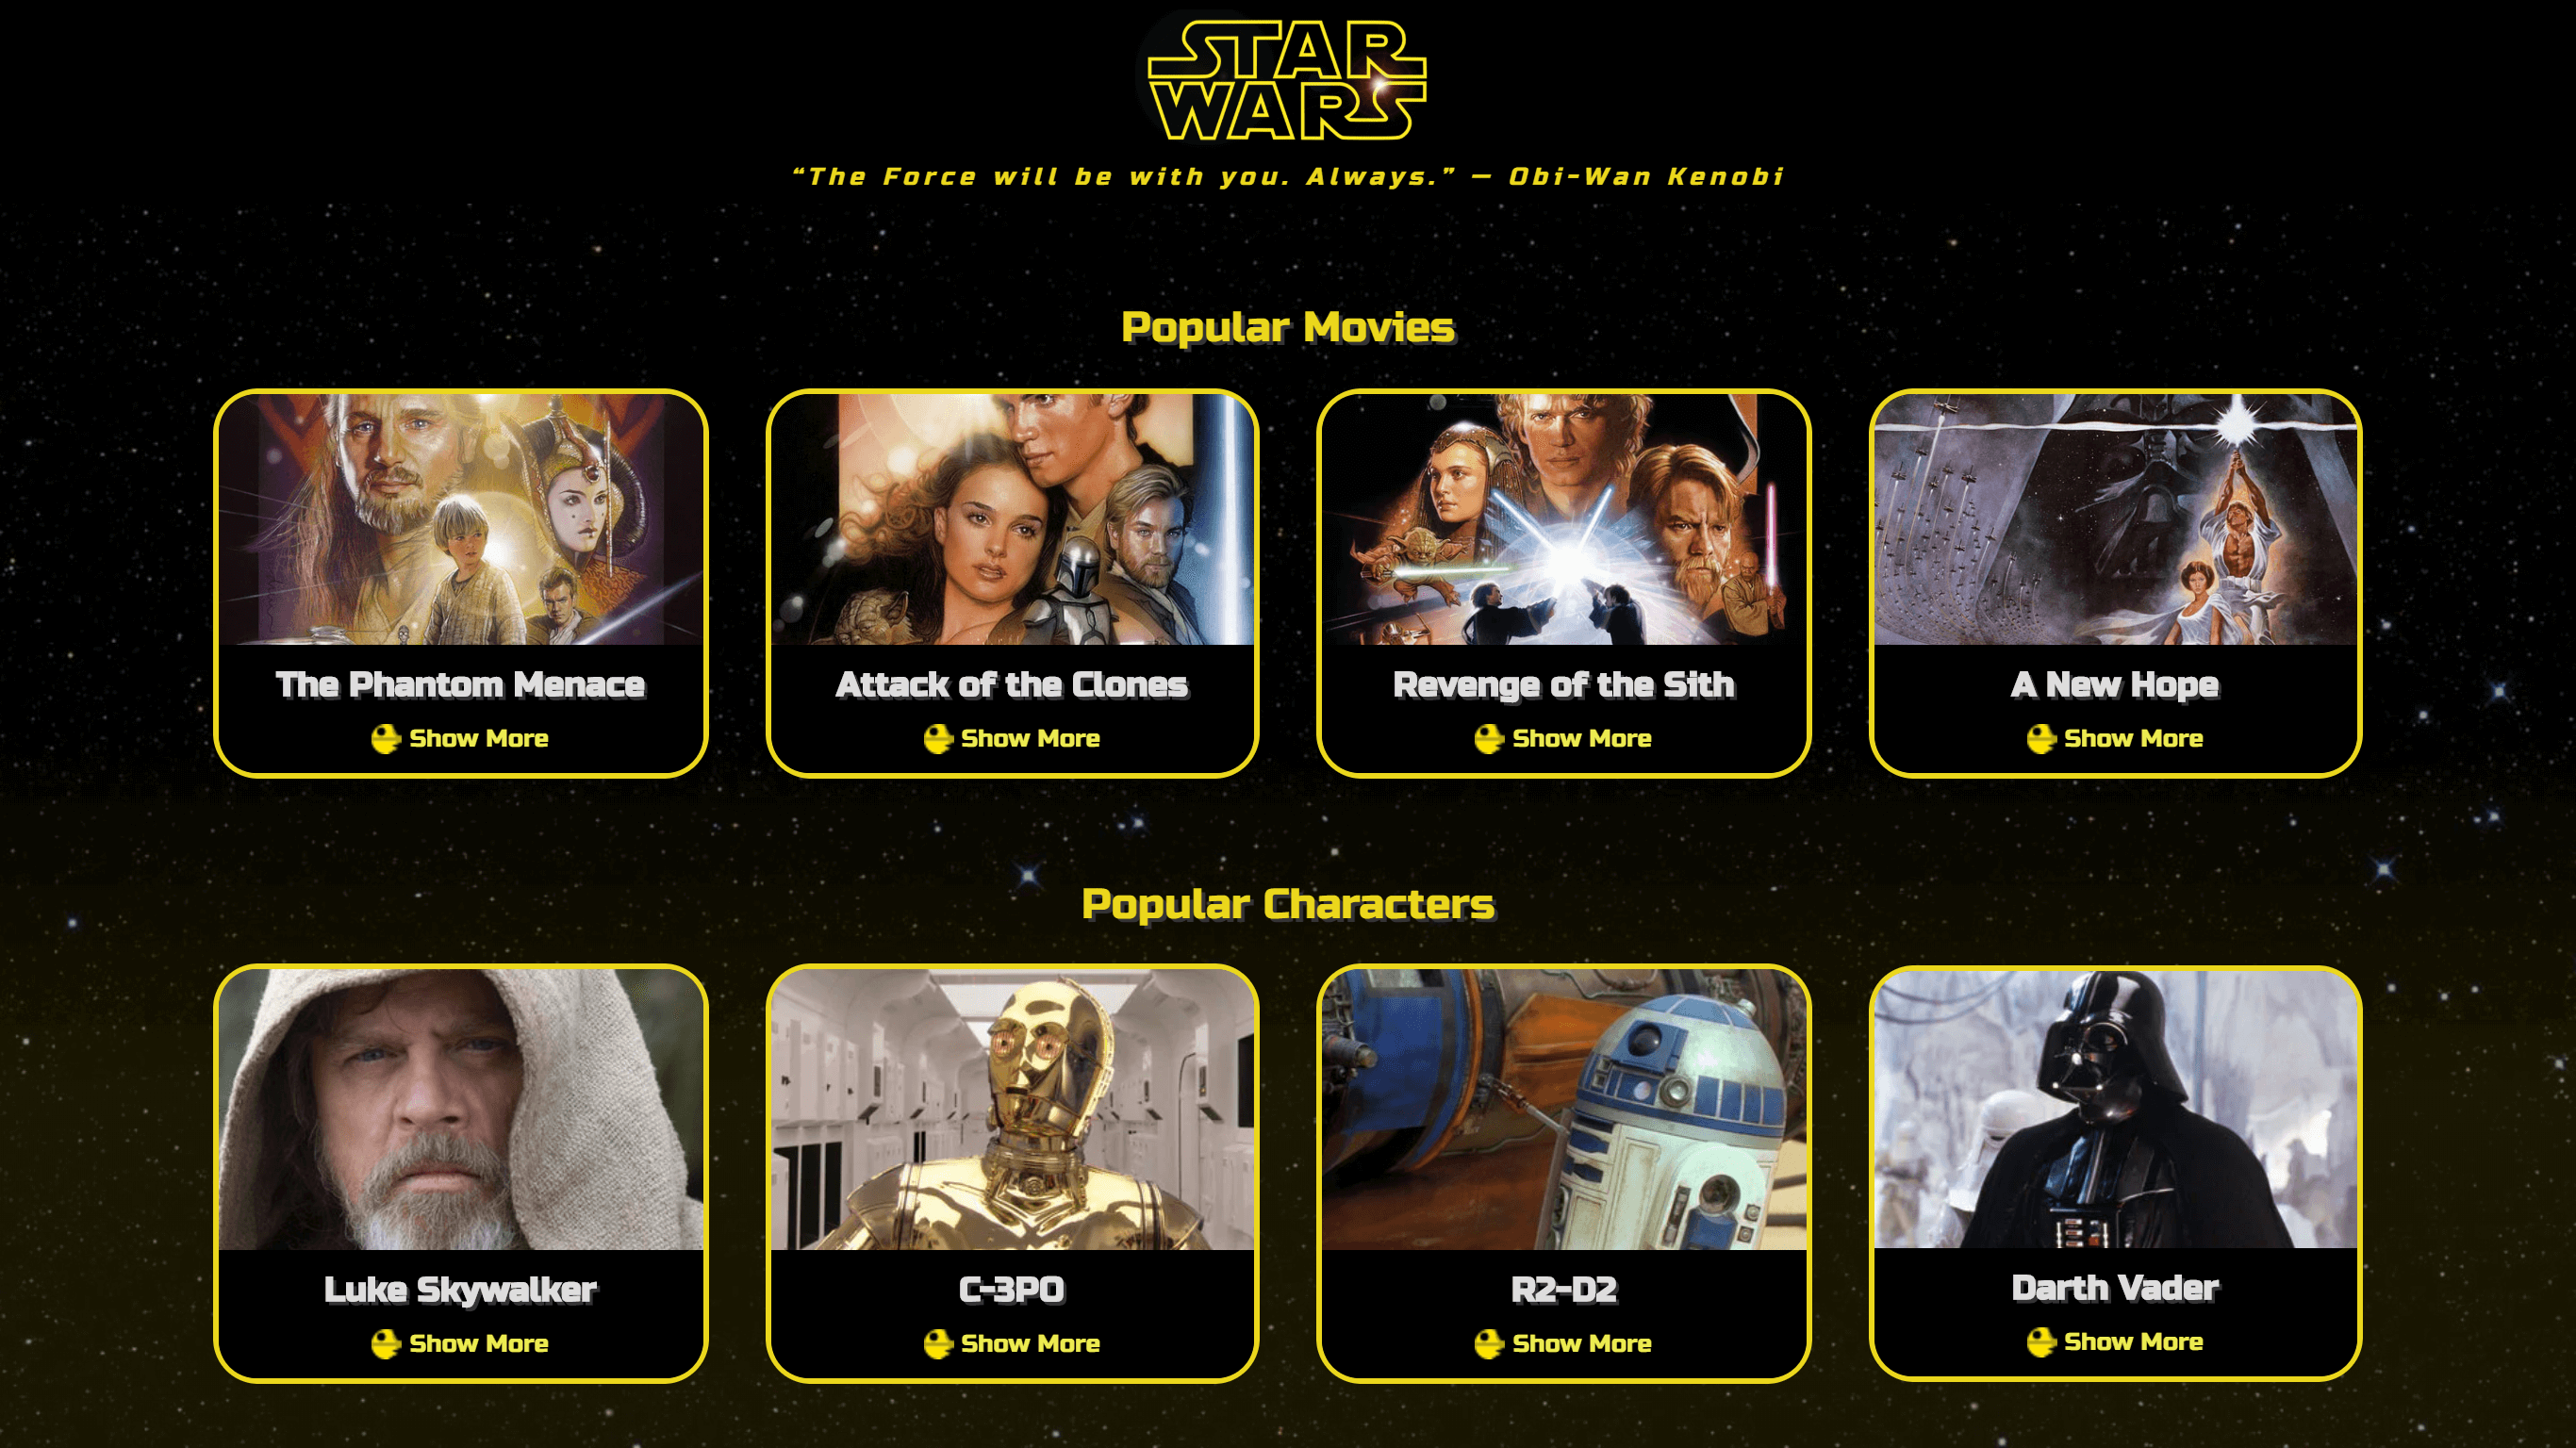 STAR
WARS
“The Force will be with you. Always.” — Obi-Wan Kenobi
Popular Movies
The Phantom Menace
Show More
Attack of the Clones
Show More
Revenge of the Sith
Show More
A New Hope
Show More
Popular Characters
Luke Skywalker
Show More
C-3PO
Show More
R2-D2
Show More
Darth Vader
Show More